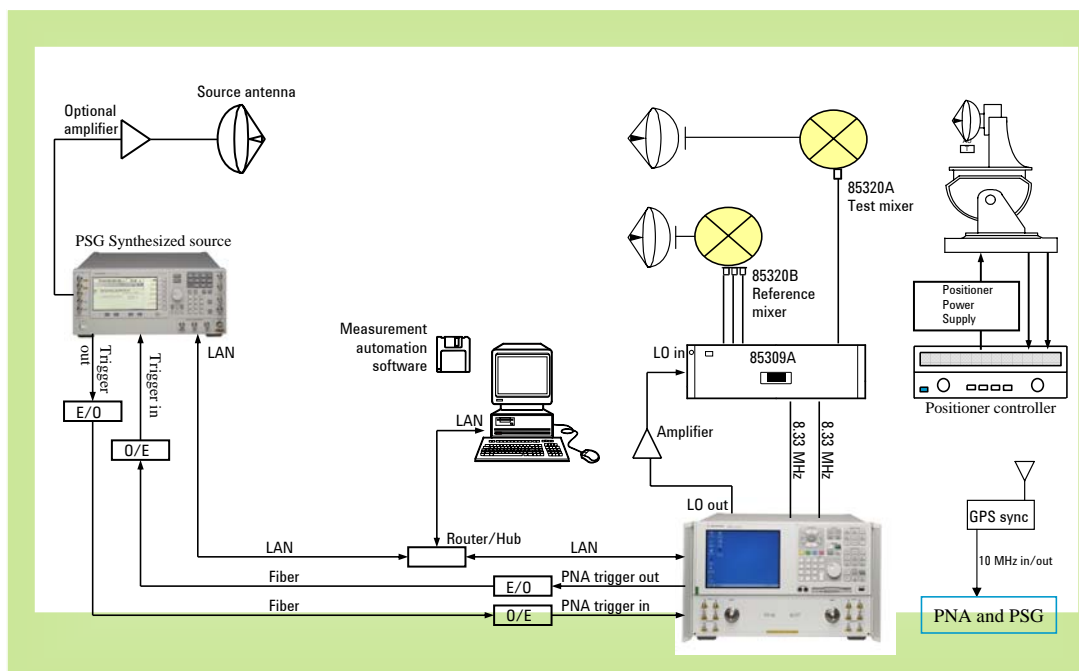 Source antenna
Optional
amplifier
85320A
Test mixer
PSG Synthesized source
85320B
Reference
mixer
Positioner
Power
Supply
Measurement
automation
software
LAN
LO in
85309A
Trigger
out
Trigger in
Positioner controller
E/O
LAN
Amplifier
O/E
8.33 MHz
8.33 MHz
LO out
GPS sync
Router/Hub
LAN
LAN
10 MHz in/out
Fiber
E/O
PNA trigger out
Fiber
O/E
PNA trigger in
PNA and PSG